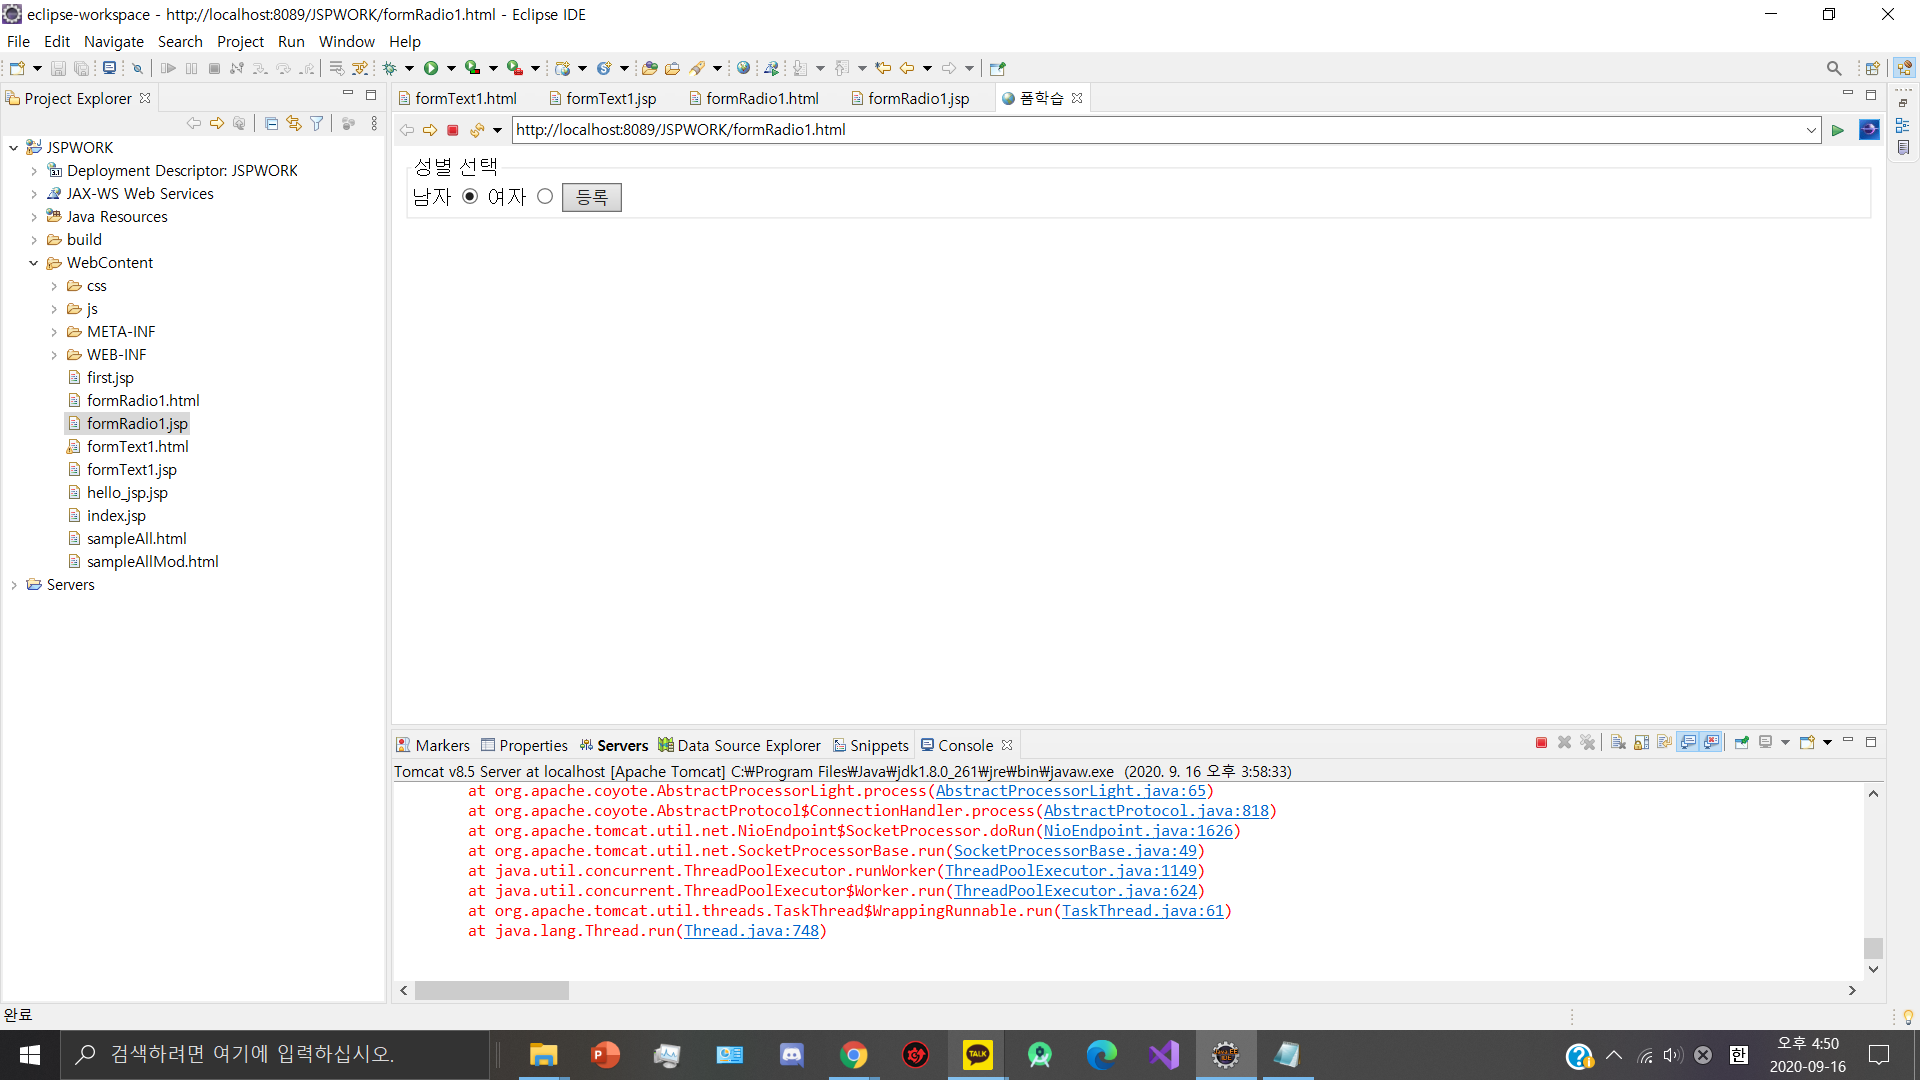 eclipse-workspace - http://localhost:8089/JSPWORK/formRadio1.html - Eclipse IDE
File Edit Navigate Search Project Run Window Help
Project Explorer
formText1.html formText1.jsp formRadio1.html formRadio1.jsp 폼학습
http://localhost:8089/JSPWORK/formRadio1.html
JSPWORK
Deployment Descriptor: JSPWORK
JAX-WS Web Services
Java Resources
build
WebContent
css
js
META-INF
WEB-INF
first.jsp
formRadio1.html
formRadio1.jsp
formText1.html
formText1.jsp
hello_jsp.jsp
index.jsp
sampleAll.html
sampleAllMod.html
Servers
성별 선택
남자 여자 등록
Markers Properties Servers Data Source Explorer Snippets Console
Tomcat v8.5 Server at localhost [Apache Tomcat] C:₩Program Files₩Java₩jdk1.8.0_261₩jre₩bin₩javaw.exe (2020. 9. 16 오후 3:58:33)
at org.apache.coyote.AbstractProcessorLight.process(AbstractProcessorLight.java:65)
at org.apache.coyote.AbstractProtocol$ConnectionHandler.process(AbstractProtocol.java:818)
at org.apache.tomcat.util.net.NioEndpoint$SocketProcessor.doRun(NioEndpoint.java:1626)
at org.apache.tomcat.util.net.SocketProcessorBase.run(SocketProcessorBase.java:49)
at java.util.concurrent.ThreadPoolExecutor.runWorker(ThreadPoolExecutor.java:1149)
at java.util.concurrent.ThreadPoolExecutor$Worker.run(ThreadPoolExecutor.java:624)
at org.apache.tomcat.util.threads.TaskThread$WrappingRunnable.run(TaskThread.java:61)
at java.lang.Thread.run(Thread.java:748)
완료
검색하려면 여기에 입력하십시오.
TALK
한
오후 4:50
2020-09-16